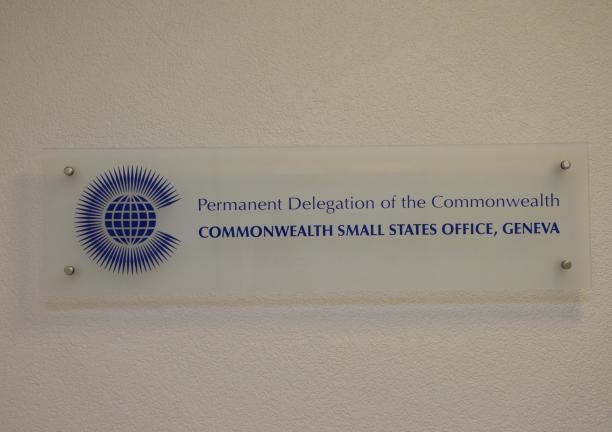 Permanent Delegation of the Commonwealth
COMMONWEALTH SMALL STATES OFFICE, GENEVA